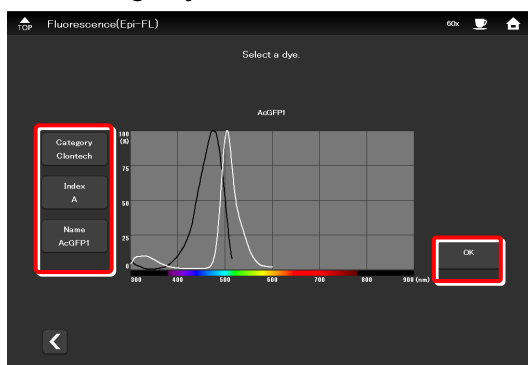 TOP
Fluorescence(Epi-FL)
60x
Select a dye.
AcGFP1
Category
Clontech
Index
A
Name
AcGFP1
100
(%)
75
50
25
0
300 400 500 600 700 800 900 (nm)
OK